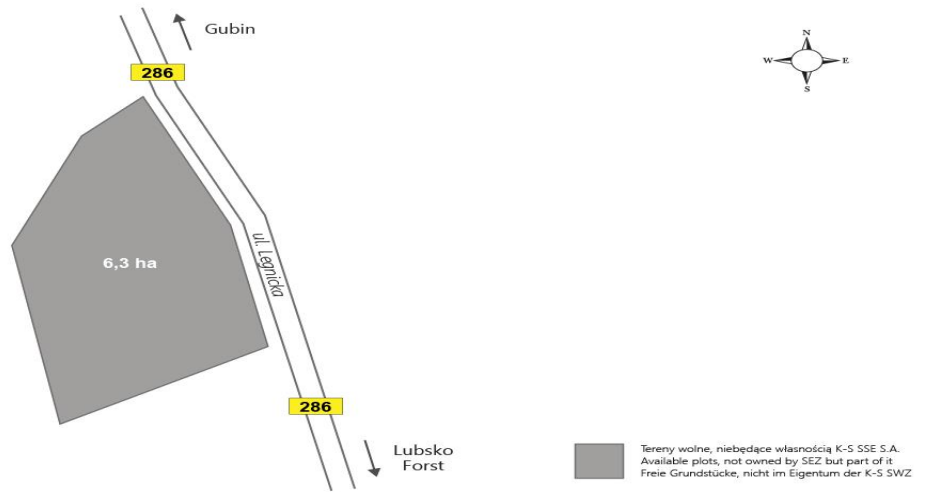 Gubin
286
N
W E
S
6,3 ha
ul. Legnicka
286
Lubsko
Forst
Tereny wolne, niebędące własnością K-S SSE S.A.
Available plots, not owned by SEZ but part of it
Freie Grundstücke, nicht im Eigentum der K-S SWZ